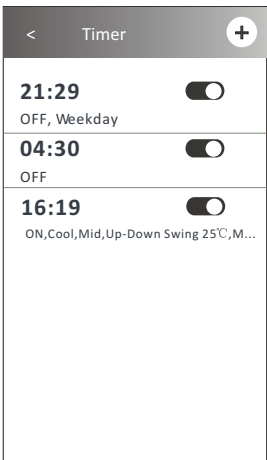 < Timer +
21:29
OFF, Weekday
04:30
OFF
16:19
ON,Cool,Mid,Up-Down Swing 25℃,M...